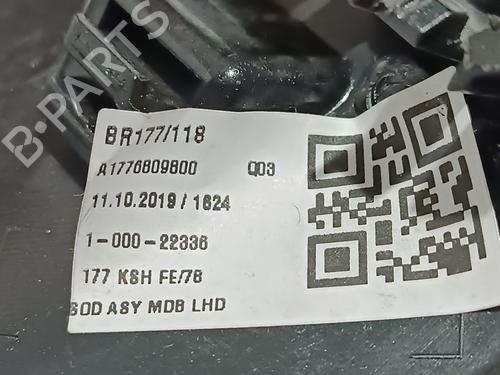 B-PARTS
BR177/118
A1776809800 Q03
11.10.2019 / 1624
1-000-22336
177 KSH FE/78
SOD ASY MDB LHD